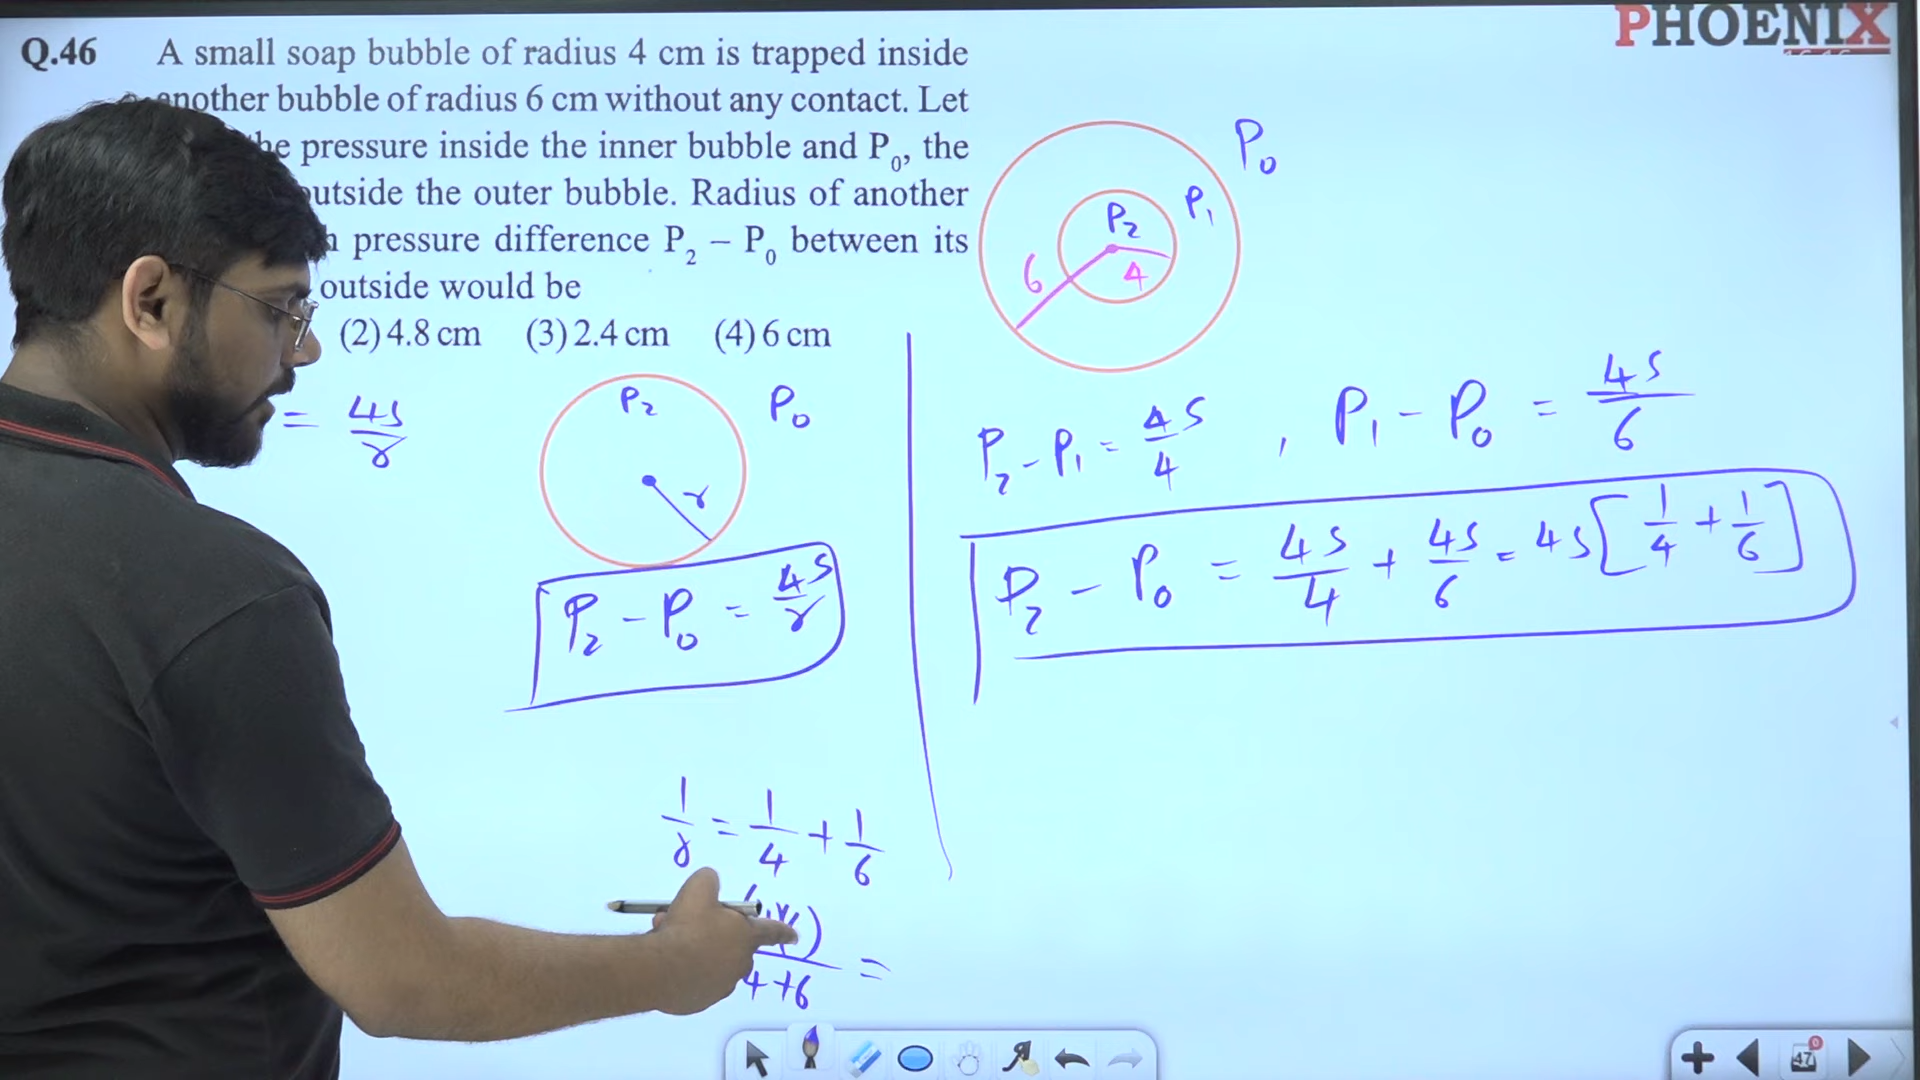 PHOENIX
Q.46 A small soap bubble of radius 4 cm is trapped inside
another bubble of radius 6 cm without any contact. Let
the pressure inside the inner bubble and P₀, the
outside the outer bubble. Radius of another
pressure difference P₂ – P₀ between its
outside would be
(2) 4.8 cm (3) 2.4 cm (4) 6 cm
P₀
P₁
P₂
6
4
= 4S/r
P₂
P₀
r
P₂ - P₀ = 4S/r
P₂ - P₁ = 4S/4 , P₁ - P₀ = 4S/6
P₂ - P₀ = 4S/4 + 4S/6 = 4S[1/4 + 1/6]
1/r = 1/4 + 1/6
4+6 =
47
0